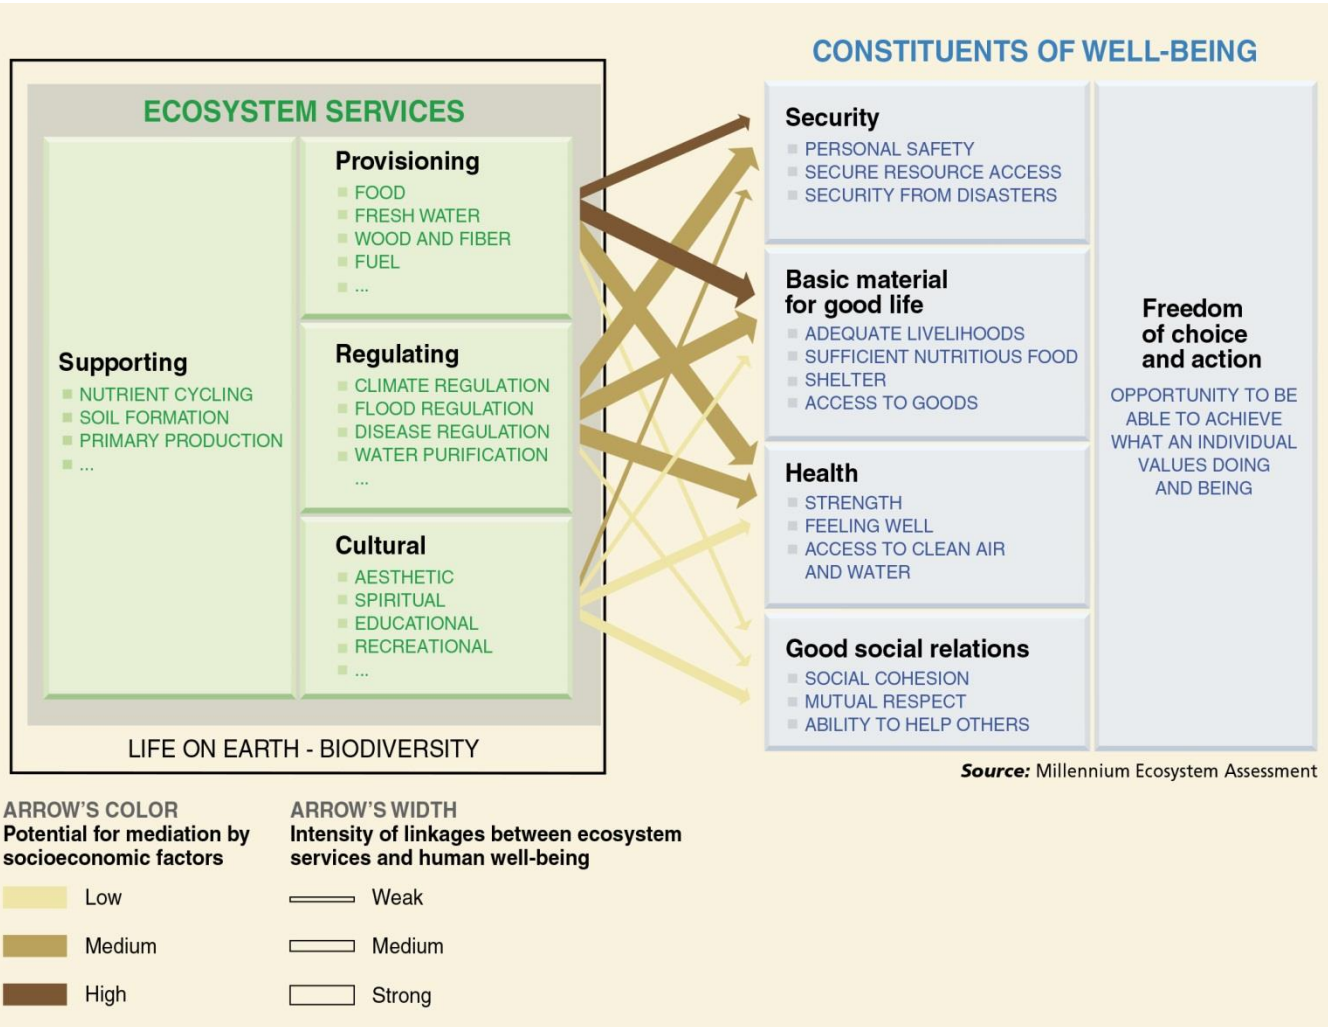 CONSTITUENTS OF WELL-BEING
ECOSYSTEM SERVICES
Supporting
NUTRIENT CYCLING
SOIL FORMATION
PRIMARY PRODUCTION
...
Provisioning
FOOD
FRESH WATER
WOOD AND FIBER
FUEL
...
Regulating
CLIMATE REGULATION
FLOOD REGULATION
DISEASE REGULATION
WATER PURIFICATION
...
Cultural
AESTHETIC
SPIRITUAL
EDUCATIONAL
RECREATIONAL
...
LIFE ON EARTH - BIODIVERSITY
Security
PERSONAL SAFETY
SECURE RESOURCE ACCESS
SECURITY FROM DISASTERS
Basic material
for good life
ADEQUATE LIVELIHOODS
SUFFICIENT NUTRITIOUS FOOD
SHELTER
ACCESS TO GOODS
Health
STRENGTH
FEELING WELL
ACCESS TO CLEAN AIR
AND WATER
Good social relations
SOCIAL COHESION
MUTUAL RESPECT
ABILITY TO HELP OTHERS
Freedom
of choice
and action
OPPORTUNITY TO BE
ABLE TO ACHIEVE
WHAT AN INDIVIDUAL
VALUES DOING
AND BEING
Source: Millennium Ecosystem Assessment
ARROW'S COLOR
Potential for mediation by
socioeconomic factors
Low
Medium
High
ARROW'S WIDTH
Intensity of linkages between ecosystem
services and human well-being
Weak
Medium
Strong